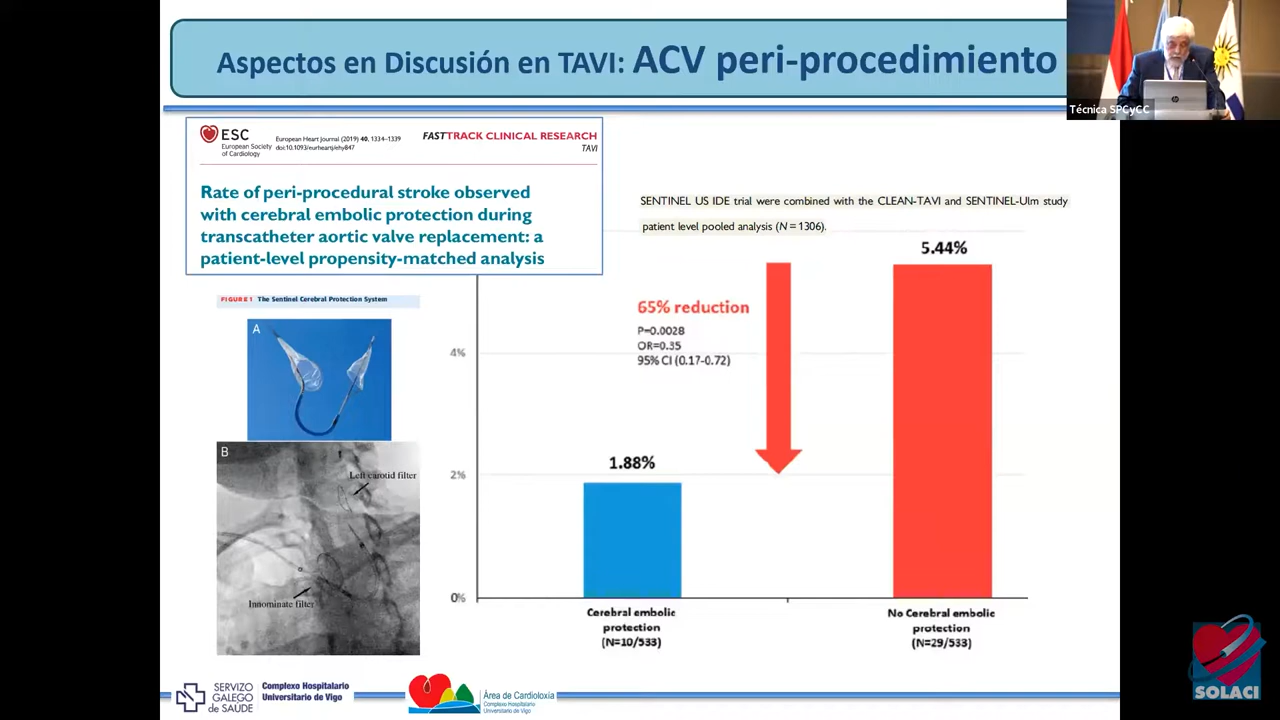 Aspectos en Discusión en TAVI: ACV peri-procedimiento
Técnica SPCyCC
hp
ESC
European Society
of Cardiology
European Heart Journal (2019) 40, 1334–1339
doi:10.1093/eurheartj/ehy847
FASTTRACK CLINICAL RESEARCH
TAVI
Rate of peri-procedural stroke observed
with cerebral embolic protection during
transcatheter aortic valve replacement: a
patient-level propensity-matched analysis
SENTINEL US IDE trial were combined with the CLEAN-TAVI and SENTINEL-Ulm study
patient level pooled analysis (N = 1306).
FIGURE 1 The Sentinel Cerebral Protection System
A
B
Left carotid filter
Innominate filter
65% reduction
P=0.0028
OR=0.35
95% CI (0.17-0.72)
5.44%
1.88%
4%
2%
0%
Cerebral embolic
protection
(N=10/533)
No Cerebral embolic
protection
(N=29/533)
SERVIZO
GALEGO
de SAÚDE
Complexo Hospitalario
Universitario de Vigo
Área de Cardioloxía
Complexo Hospitalario
Universitario de Vigo
SOLACI